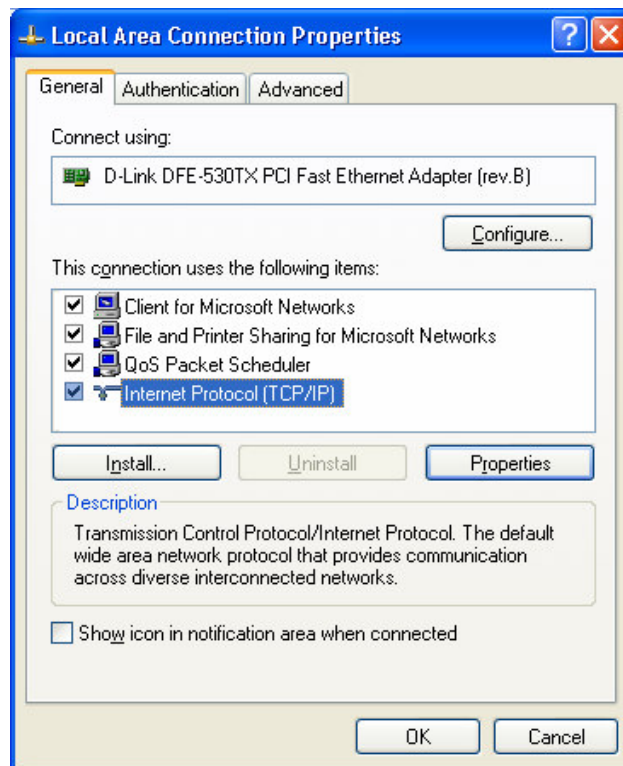 Local Area Connection Properties
General Authentication Advanced
Connect using:
D-Link DFE-530TX PCI Fast Ethernet Adapter (rev.B)
Configure...
This connection uses the following items:
Client for Microsoft Networks
File and Printer Sharing for Microsoft Networks
QoS Packet Scheduler
Internet Protocol (TCP/IP)
Install... Uninstall Properties
Description
Transmission Control Protocol/Internet Protocol. The default
wide area network protocol that provides communication
across diverse interconnected networks.
Show icon in notification area when connected
OK Cancel